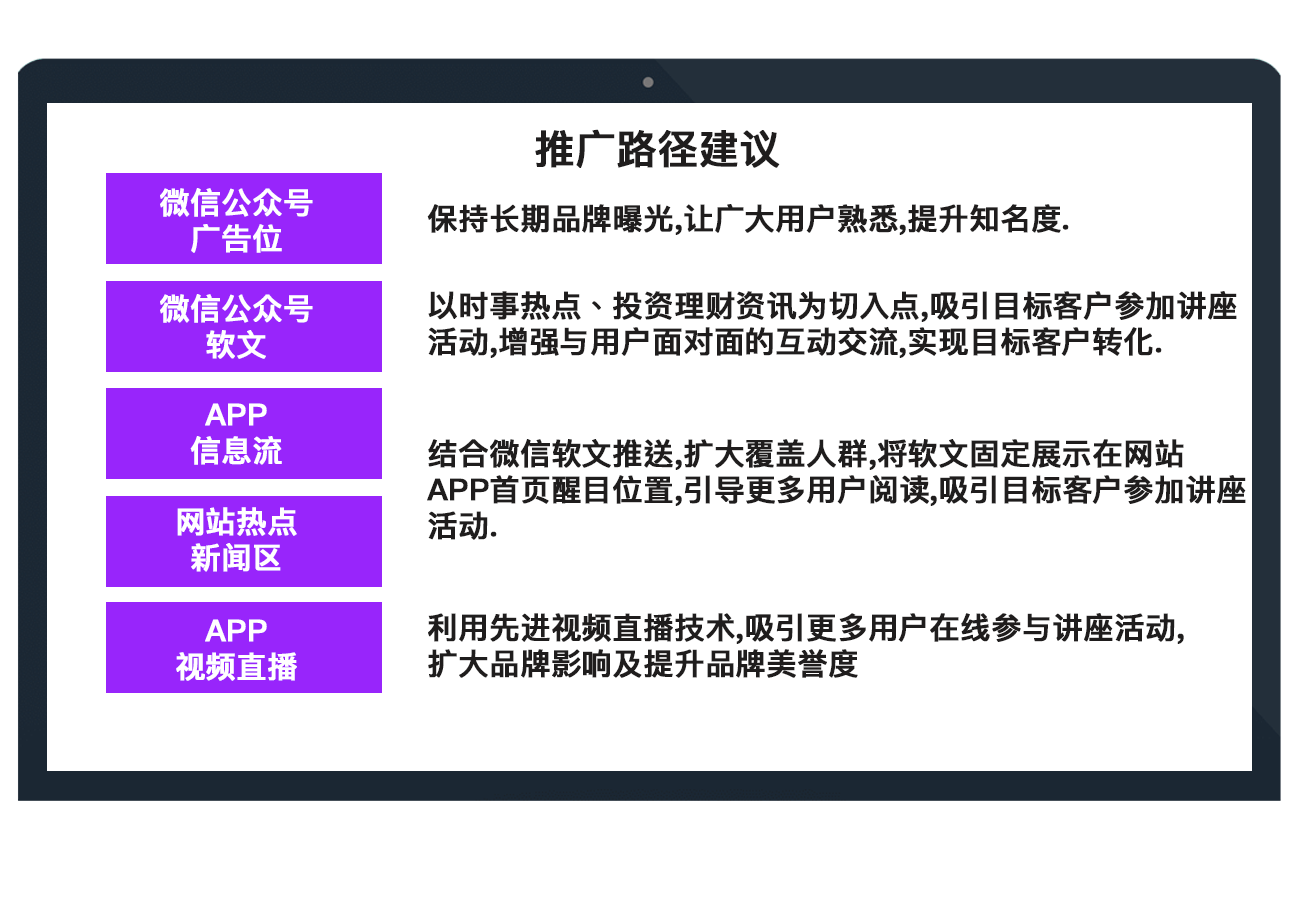 推广路径建议
微信公众号
广告位
保持长期品牌曝光,让广大用户熟悉,提升知名度.
微信公众号
软文
以时事热点、投资理财资讯为切入点,吸引目标客户参加讲座
活动,增强与用户面对面的互动交流,实现目标客户转化.
APP
信息流
网站热点
新闻区
结合微信软文推送,扩大覆盖人群,将软文固定展示在网站
APP首页醒目位置,引导更多用户阅读,吸引目标客户参加讲座
活动.
APP
视频直播
利用先进视频直播技术,吸引更多用户在线参与讲座活动,
扩大品牌影响及提升品牌美誉度